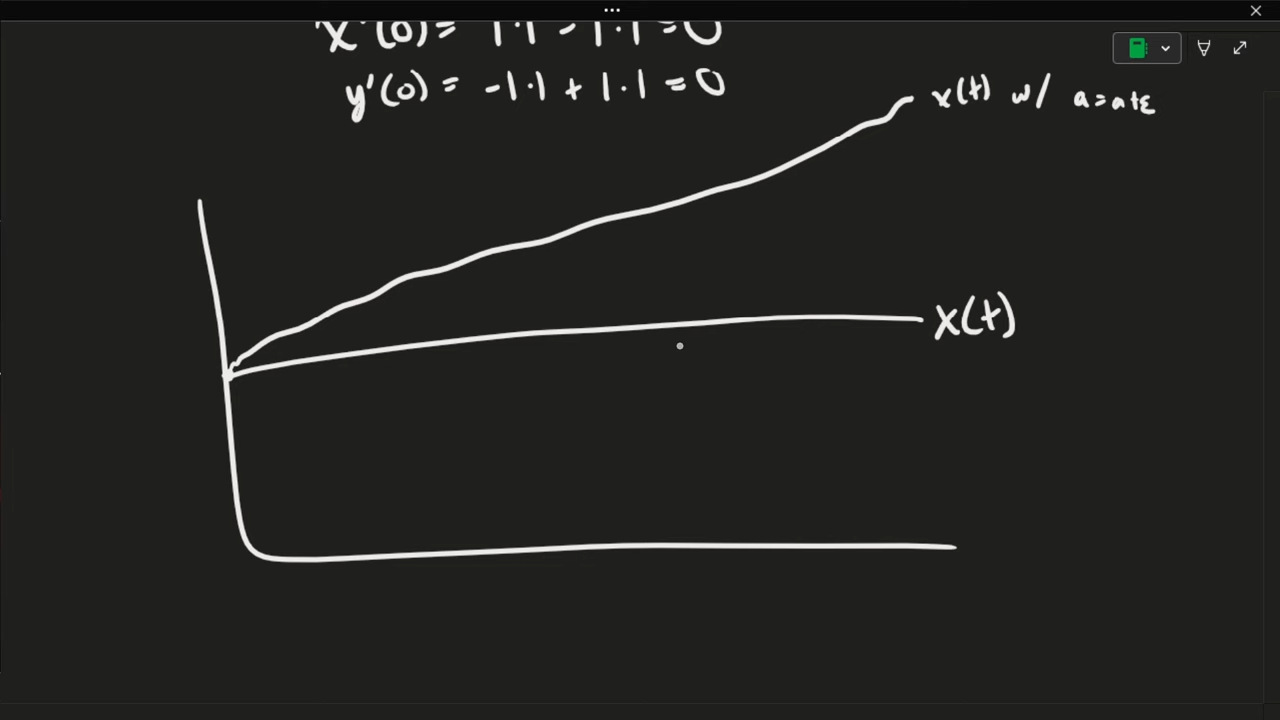 x'(0) = 1·1 - 1·1 = 0
y'(0) = -1·1 + 1·1 = 0
x(t) w/ a=a+ε
x(t)